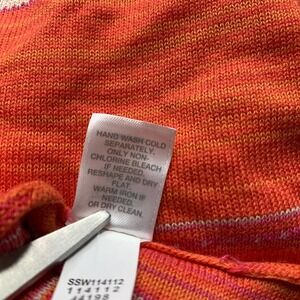 HAND WASH COLD
SEPARATELY.
ONLY NON-
CHLORINE BLEACH
IF NEEDED.
RESHAPE AND DRY
FLAT.
WARM IRON IF
NEEDED.
OR DRY CLEAN.
SSW114112
114112
44198